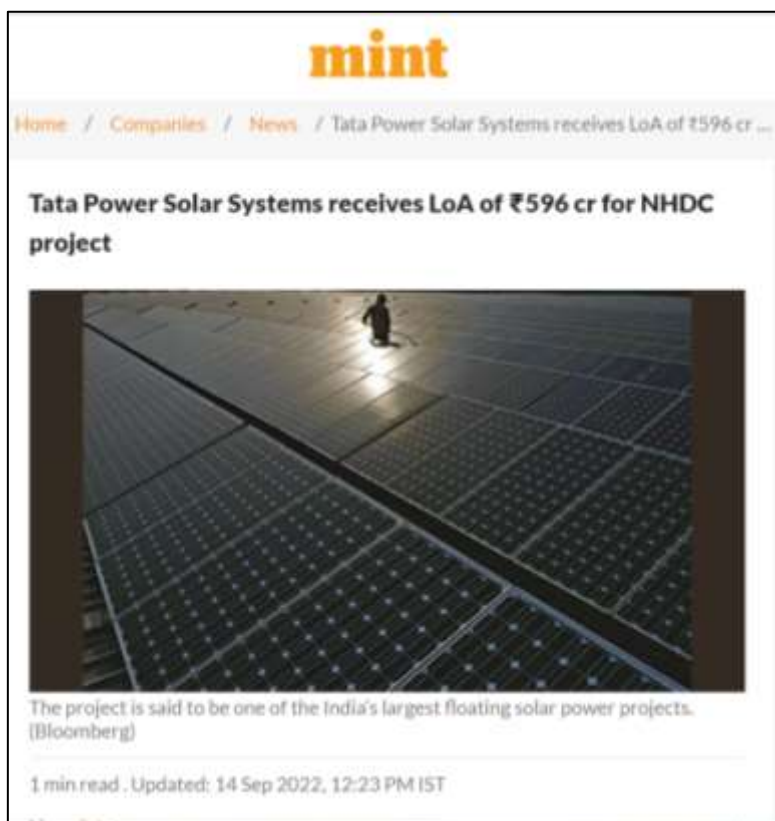 mint
Home / Companies / News / Tata Power Solar Systems receives LoA of ₹596 cr ...
Tata Power Solar Systems receives LoA of ₹596 cr for NHDC
project
The project is said to be one of the India's largest floating solar power projects.
(Bloomberg)
1 min read . Updated: 14 Sep 2022, 12:23 PM IST